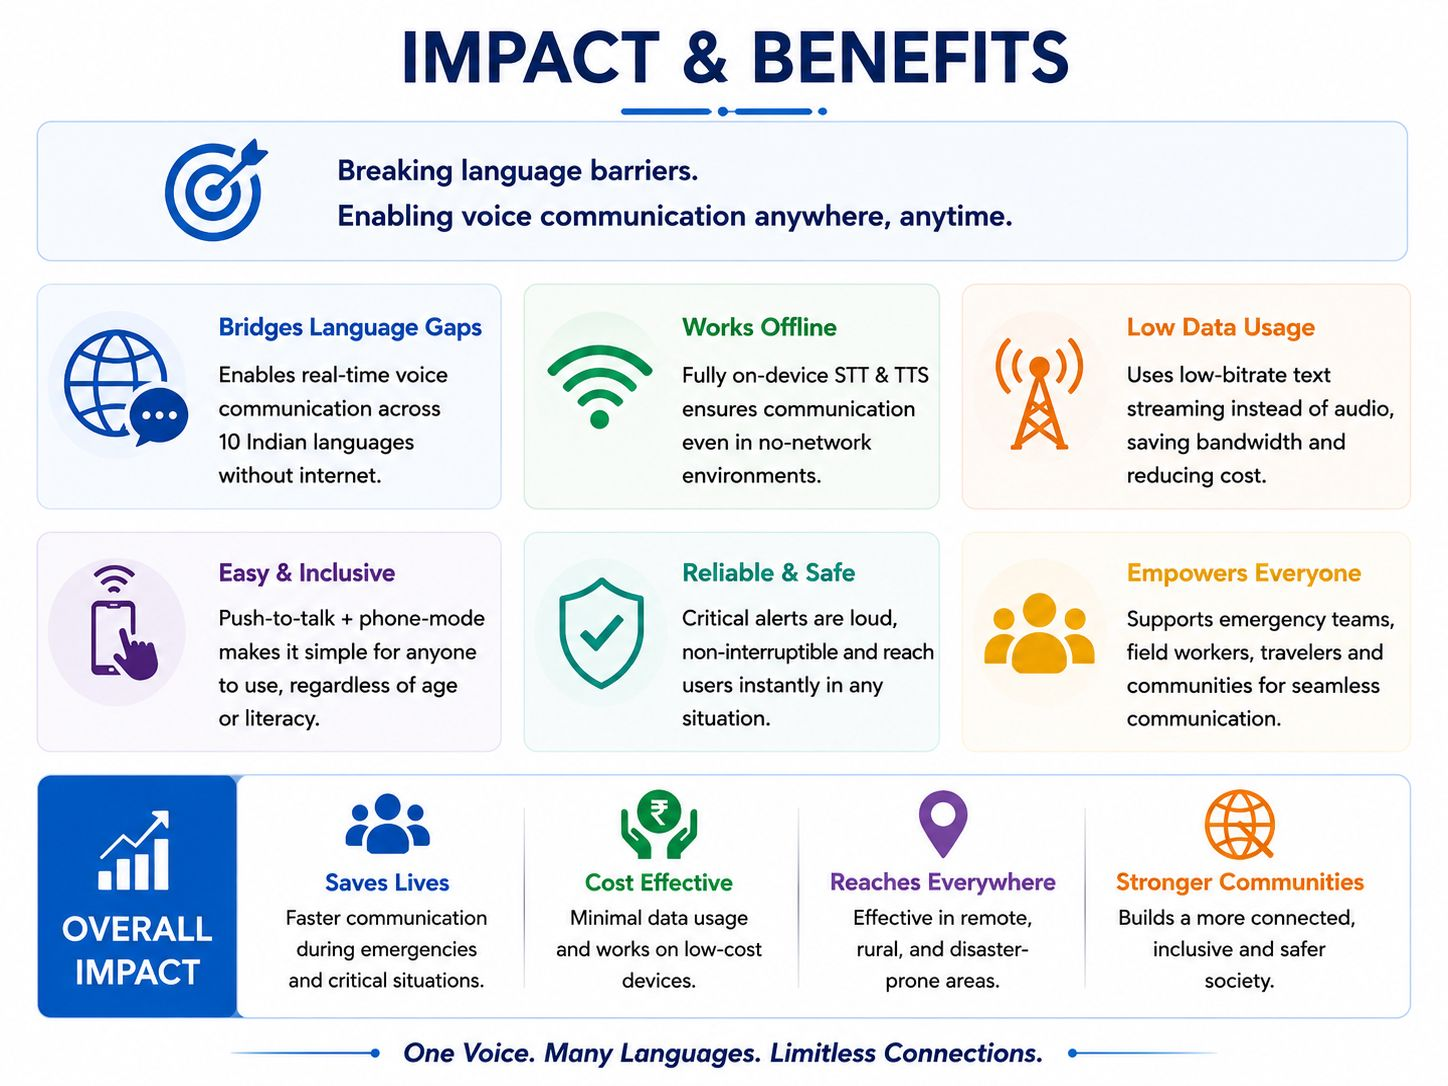 IMPACT & BENEFITS
Breaking language barriers.
Enabling voice communication anywhere, anytime.
Bridges Language Gaps
Enables real-time voice
communication across
10 Indian languages
without internet.
Works Offline
Fully on-device STT & TTS
ensures communication
even in no-network
environments.
Low Data Usage
Uses low-bitrate text
streaming instead of audio,
saving bandwidth and
reducing cost.
Easy & Inclusive
Push-to-talk + phone-mode
makes it simple for anyone
to use, regardless of age
or literacy.
Reliable & Safe
Critical alerts are loud,
non-interruptible and reach
users instantly in any
situation.
Empowers Everyone
Supports emergency teams,
field workers, travelers and
communities for seamless
communication.
OVERALL
IMPACT
Saves Lives
Faster communication
during emergencies
and critical situations.
₹
Cost Effective
Minimal data usage
and works on low-cost
devices.
Reaches Everywhere
Effective in remote,
rural, and disaster-
prone areas.
Stronger Communities
Builds a more connected,
inclusive and safer
society.
One Voice. Many Languages. Limitless Connections.